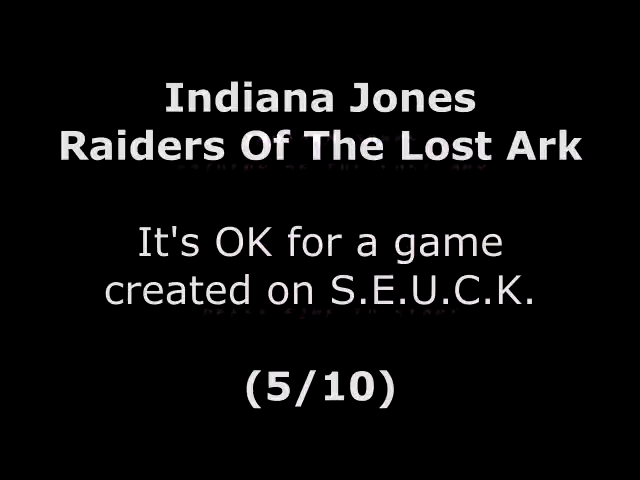 Indiana Jones
Raiders Of The Lost Ark
It's OK for a game
created on S.E.U.C.K.
(5/10)